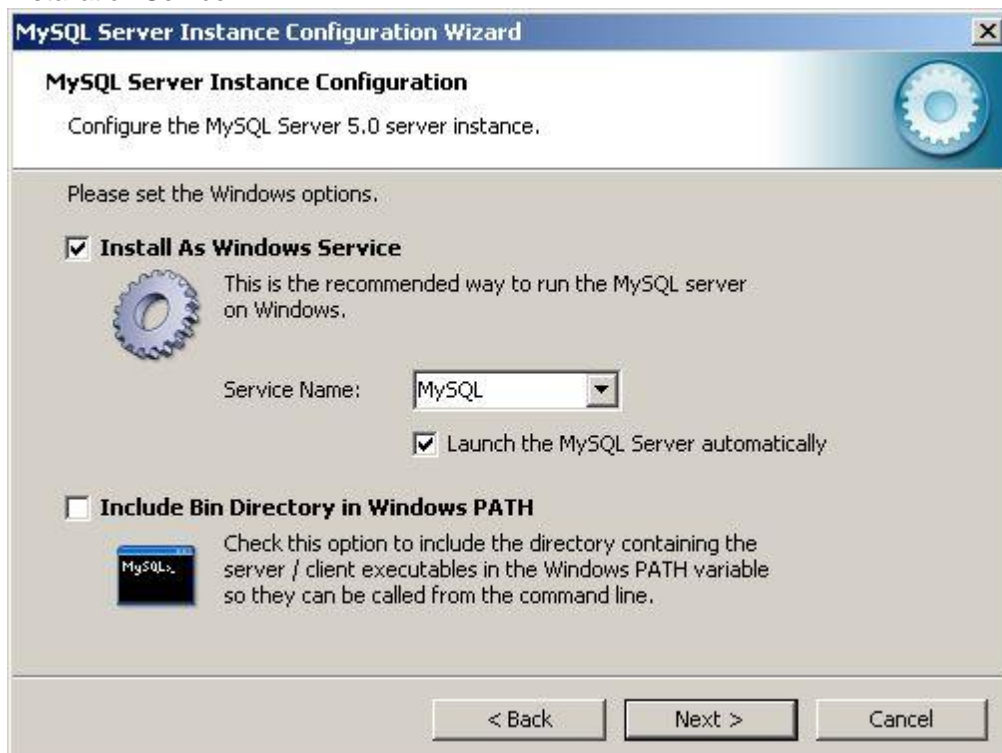 MySQL Server Instance Configuration Wizard
MySQL Server Instance Configuration
Configure the MySQL Server 5.0 server instance.
Please set the Windows options.
Install As Windows Service
This is the recommended way to run the MySQL server
on Windows.
Service Name: MySQL
Launch the MySQL Server automatically
Include Bin Directory in Windows PATH
Check this option to include the directory containing the
server / client executables in the Windows PATH variable
so they can be called from the command line.
MySQL>_
< Back Next > Cancel